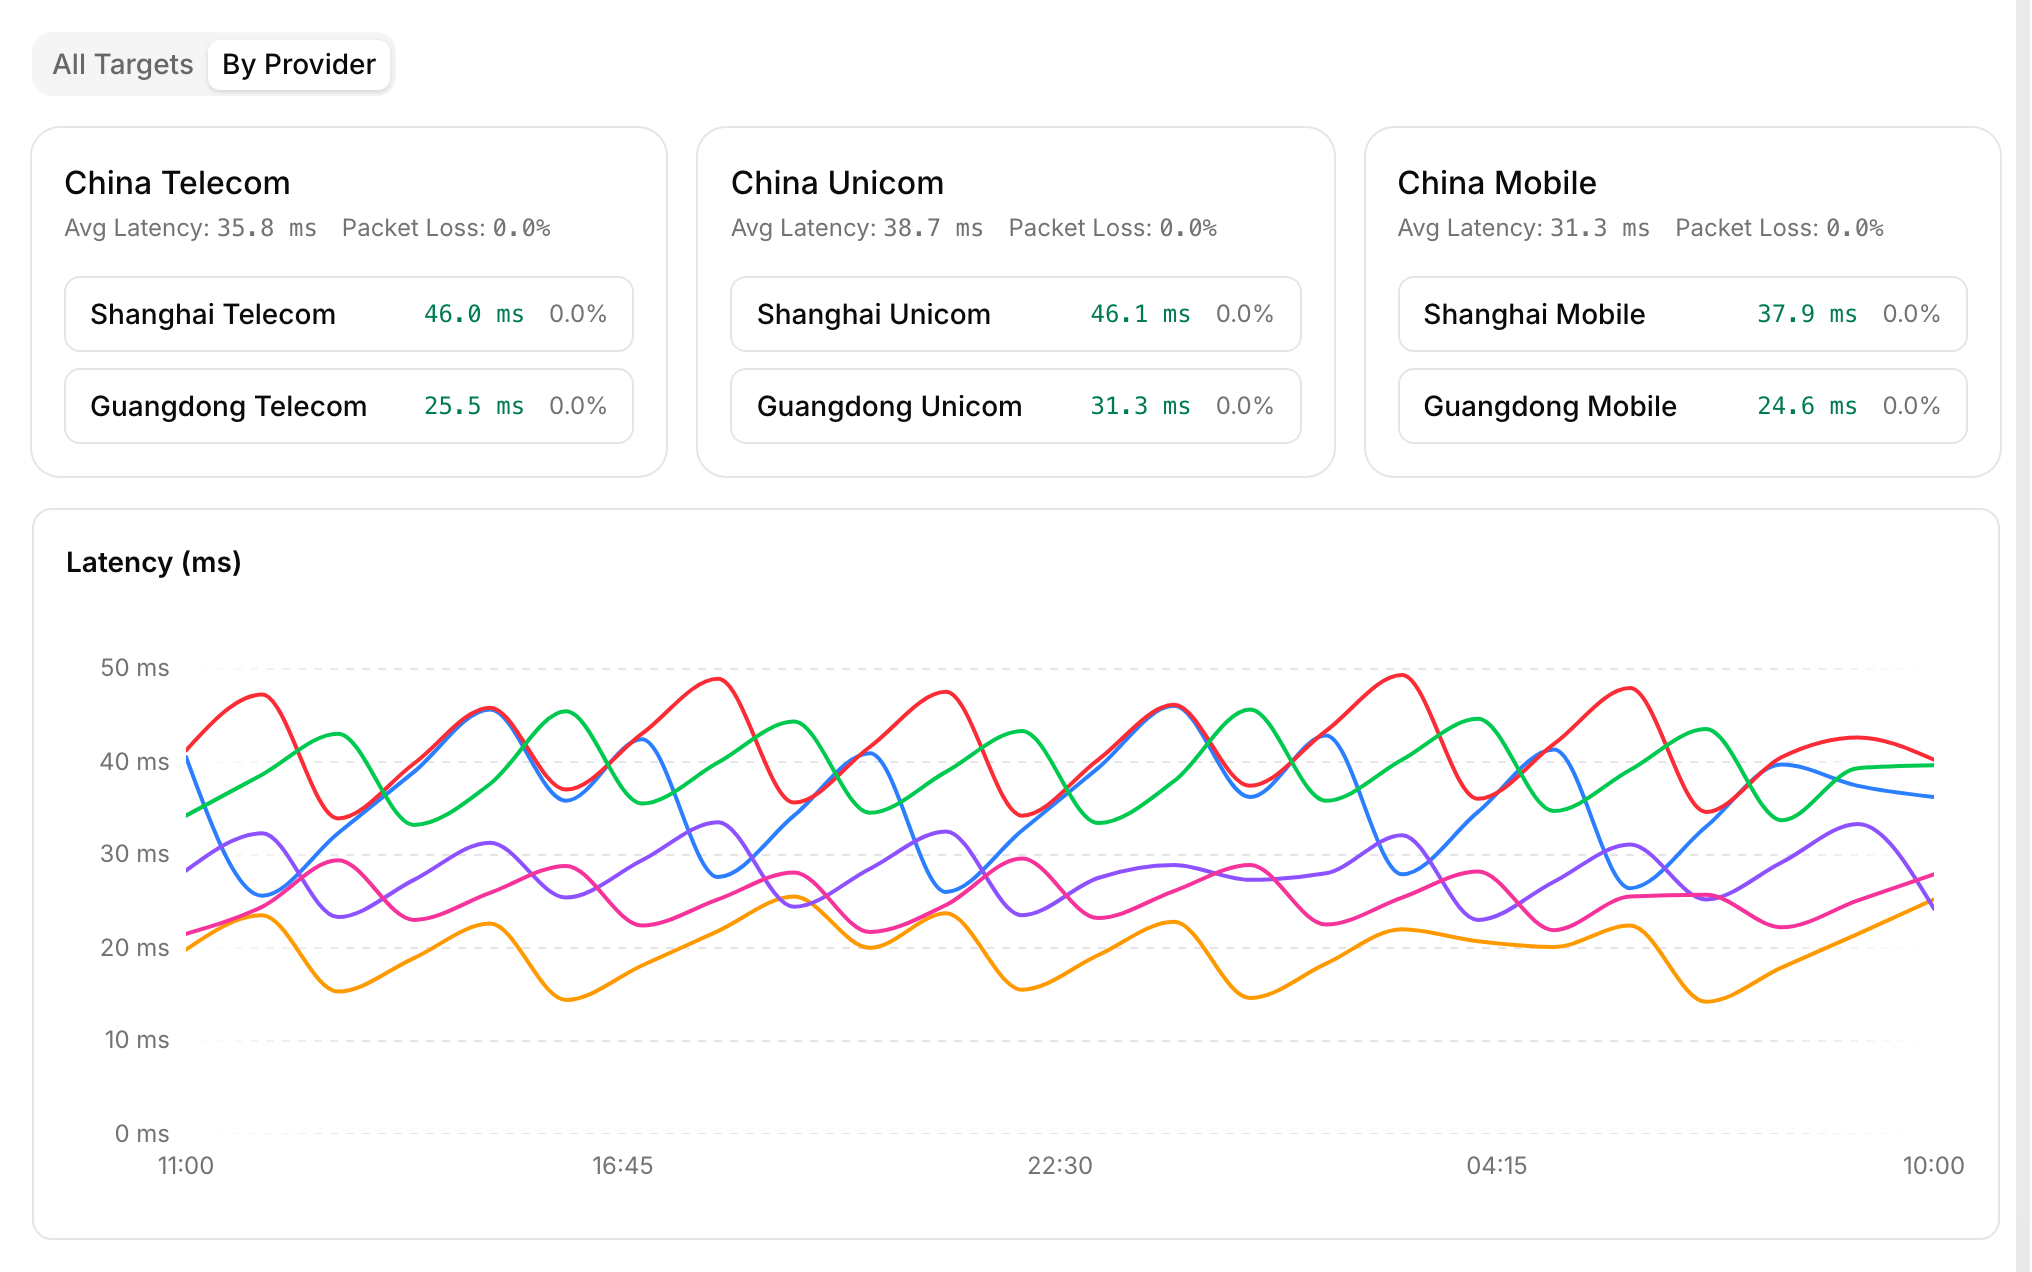 All Targets By Provider
China Telecom
Avg Latency: 35.8 ms Packet Loss: 0.0%
Shanghai Telecom 46.0 ms 0.0%
Guangdong Telecom 25.5 ms 0.0%
China Unicom
Avg Latency: 38.7 ms Packet Loss: 0.0%
Shanghai Unicom 46.1 ms 0.0%
Guangdong Unicom 31.3 ms 0.0%
China Mobile
Avg Latency: 31.3 ms Packet Loss: 0.0%
Shanghai Mobile 37.9 ms 0.0%
Guangdong Mobile 24.6 ms 0.0%
Latency (ms)
50 ms
40 ms
30 ms
20 ms
10 ms
0 ms
11:00 16:45 22:30 04:15 10:00